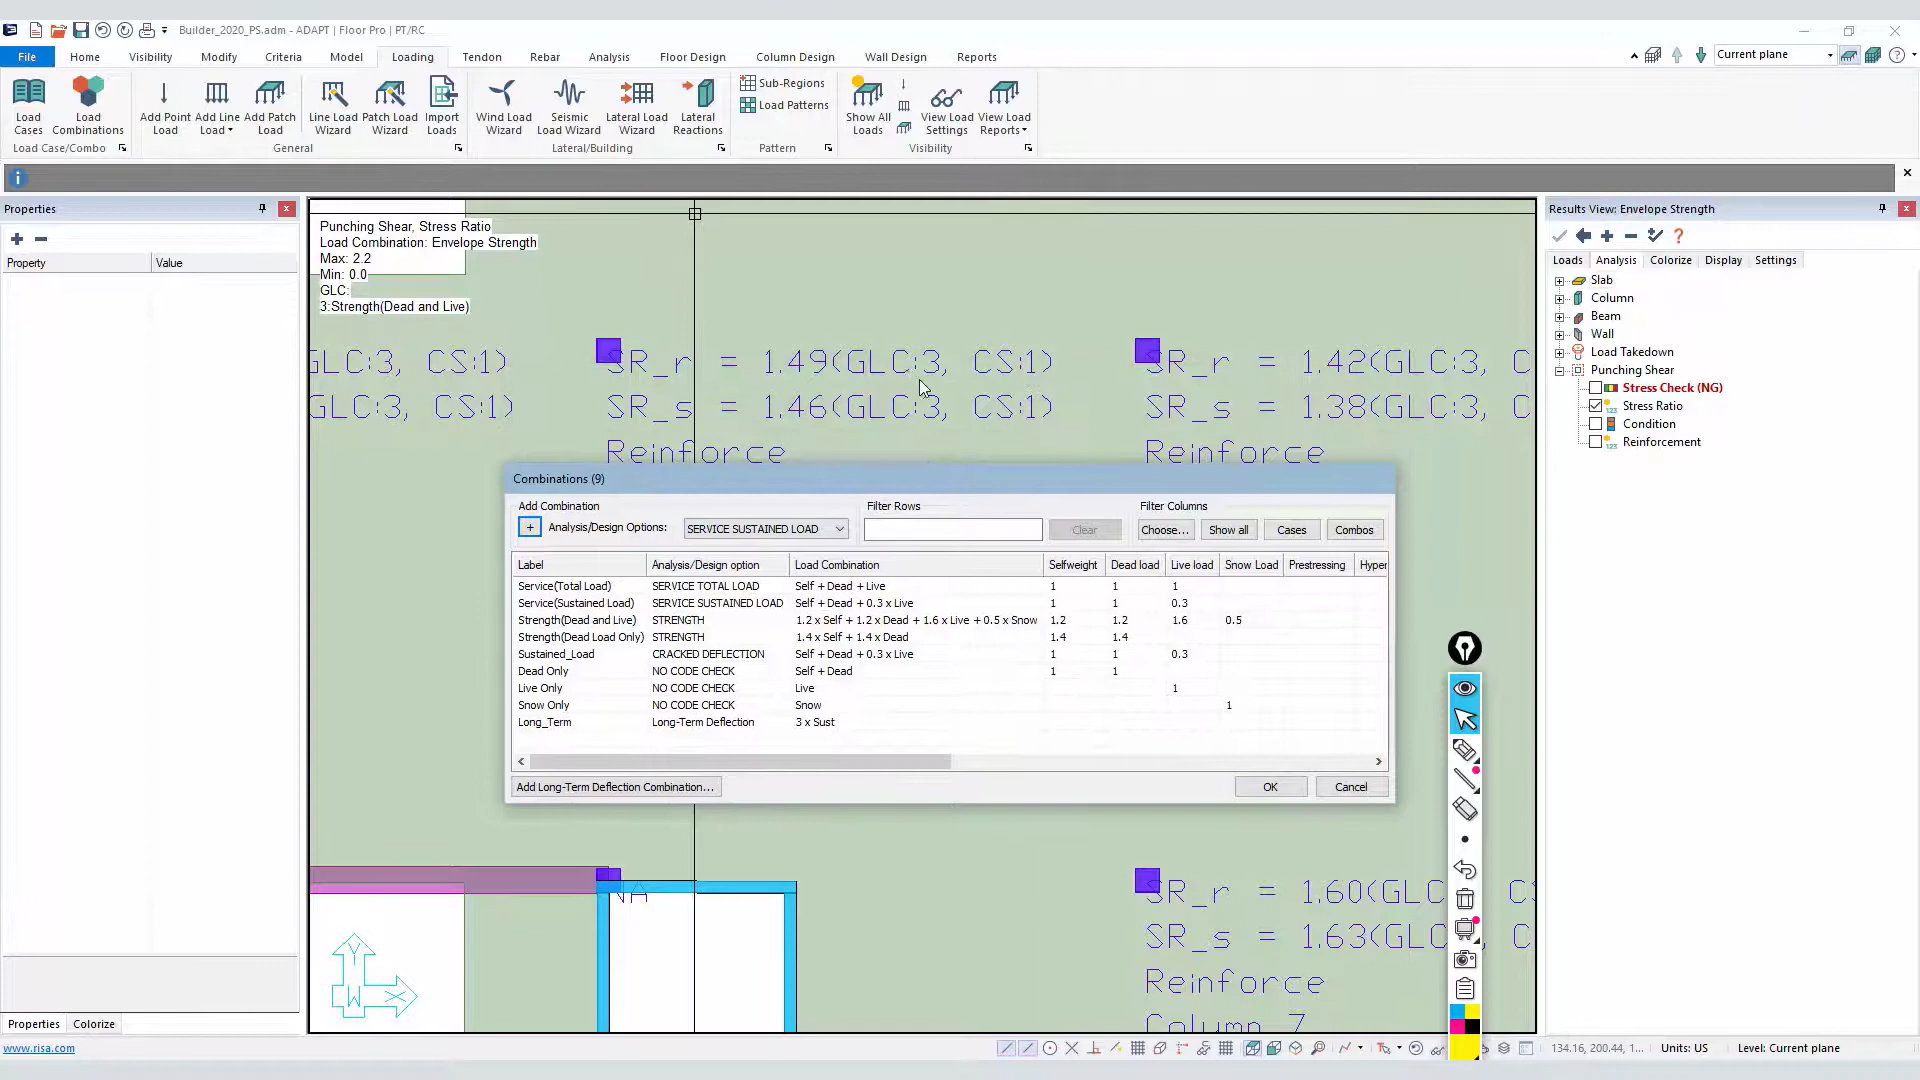 Builder_2020_PS.adm - ADAPT | Floor Pro | PT/RC
File Home Visibility Modify Criteria Model Loading Tendon Rebar Analysis Floor Design Column Design Wall Design Reports Current plane
Load Cases
Load Combinations
Add Point Load
Add Line Load
Add Patch Load
Line Load Wizard
Patch Load Wizard
Import Loads
Wind Load Wizard
Seismic Load Wizard
Lateral Load Wizard
Lateral Reactions
Sub-Regions
Load Patterns
Show All Loads
View Load Settings
View Load Reports
Load Case/Combo General Lateral/Building Pattern Visibility
Properties
Property Value
Punching Shear, Stress Ratio
Load Combination: Envelope Strength
Max: 2.2
Min: 0.0
GLC:
3:Strength(Dead and Live)
GLC:3, CS:1)
GLC:3, CS:1)
SR_r = 1.49(GLC:3, CS:1)
SR_s = 1.46(GLC:3, CS:1)
Reinforce
SR_r = 1.42(GLC:3, C
SR_s = 1.38(GLC:3, C
Reinforce
Combinations (9)
Add Combination Filter Rows Filter Columns
+ Analysis/Design Options: SERVICE SUSTAINED LOAD Clear Choose... Show all Cases Combos
Label Analysis/Design option Load Combination Selfweight Dead load Live load Snow Load Prestressing Hyper
Service(Total Load) SERVICE TOTAL LOAD Self + Dead + Live 1 1 1
Service(Sustained Load) SERVICE SUSTAINED LOAD Self + Dead + 0.3 x Live 1 1 0.3
Strength(Dead and Live) STRENGTH 1.2 x Self + 1.2 x Dead + 1.6 x Live + 0.5 x Snow 1.2 1.2 1.6 0.5
Strength(Dead Load Only) STRENGTH 1.4 x Self + 1.4 x Dead 1.4 1.4
Sustained_Load CRACKED DEFLECTION Self + Dead + 0.3 x Live 1 1 0.3
Dead Only NO CODE CHECK Self + Dead 1 1
Live Only NO CODE CHECK Live 1
Snow Only NO CODE CHECK Snow 1
Long_Term Long-Term Deflection 3 x Sust
Add Long-Term Deflection Combination... OK Cancel
NA
SR_r = 1.60(GLC
SR_s = 1.63(GLC
Reinforce
Column 7
Y
W X
Results View: Envelope Strength
Loads Analysis Colorize Display Settings
Slab
Column
Beam
Wall
Load Takedown
Punching Shear
Stress Check (NG)
Stress Ratio
Condition
Reinforcement
Properties Colorize
www.risa.com
134.16, 200.44, 1... Units: US Level: Current plane